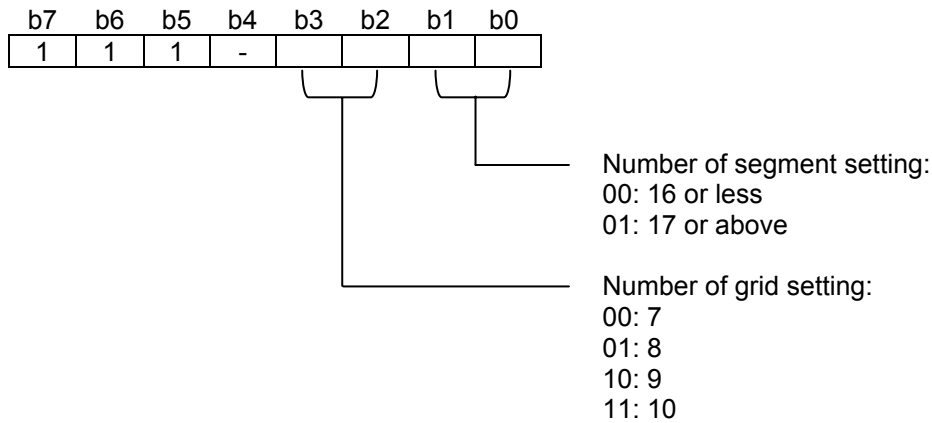 b7 b6 b5 b4 b3 b2 b1 b0
1 1 1 -
Number of segment setting:
00: 16 or less
01: 17 or above
Number of grid setting:
00: 7
01: 8
10: 9
11: 10